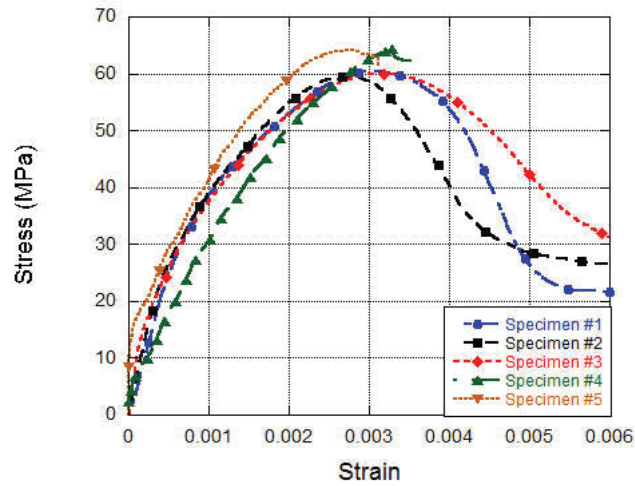 70
60
50
40
30
20
10
0
Stress (MPa)
0 0.001 0.002 0.003 0.004 0.005 0.006
Strain
Specimen #1
Specimen #2
Specimen #3
Specimen #4
Specimen #5